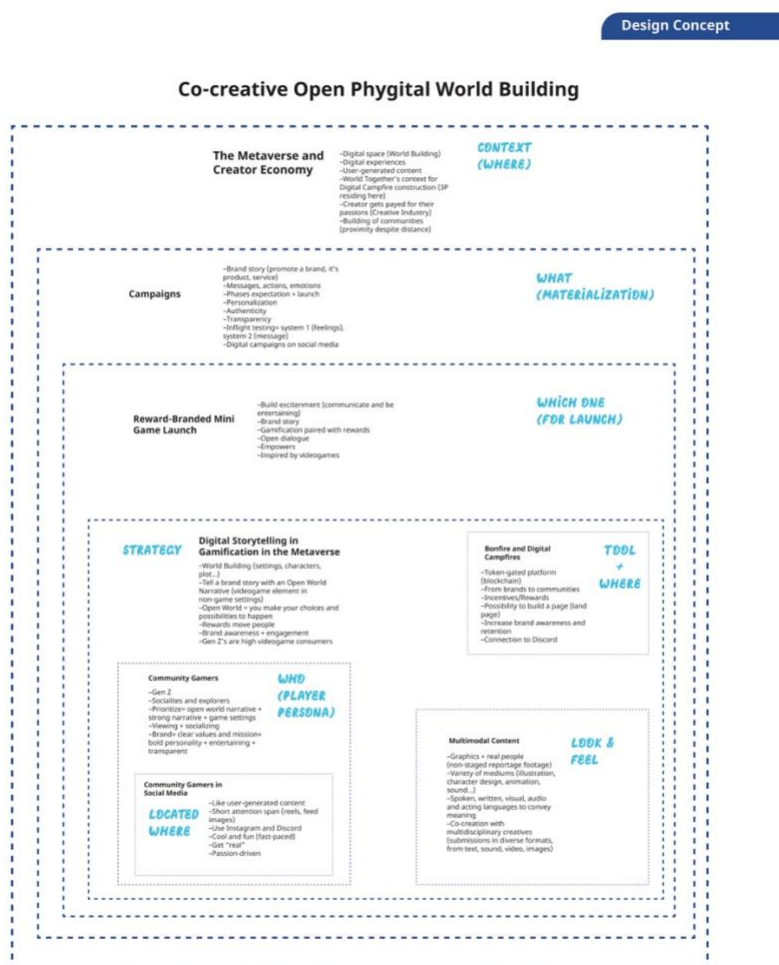 Design Concept
Co-creative Open Phygital World Building
The Metaverse and
Creator Economy
–Digital space (World Building)
–Digital experiences
–User-generated content
–World Together's context for
Digital Campfire construction (3P
residing here)
–Creator gets payed for their
passions (Creative Industry)
–Building of communities
(proximity despite distance)
CONTEXT
(WHERE)
Campaigns
–Brand story (promote a brand, it's
product, service)
–Messages, actions, emotions
–Phases expectation + launch
–Personalization
–Authenticity
–Transparency
–Inflight testing= system 1 (feelings),
system 2 (message)
–Digital campaigns on social media
WHAT
(MATERIALIZATION)
Reward-Branded Mini
Game Launch
–Build excitenment (communicate and be
entertaining)
–Brand story
–Gamification paired with rewards
–Open dialogue
–Empowers
–Inspired by videogames
WHICH ONE
(FOR LAUNCH)
STRATEGY
Digital Storytelling in
Gamification in the Metaverse
–World Building (settings, characters,
plot...)
–Tell a brand story with an Open World
Narrative (videogame element in
non-game settings)
–Open World = you make your choices and
possibilities to happen
–Rewards move people
–Brand awareness + engagement
–Gen Z's are high videogame consumers
Bonfire and Digital
Campfires
–Token-gated platform
(blockchain)
–From brands to communities
–Incentives/Rewards
–Possibility to build a page (land
page)
–Increase brand awareness and
retention
–Connection to Discord
TOOL
+
WHERE
Community Gamers
–Gen Z
–Socialites and explorers
–Prioritize= open world narrative +
strong narrative + game settings
–Viewing + socializing
–Brand= clear values and mission+
bold personality + entertaining +
transparent
WHO
(PLAYER
PERSONA)
Community Gamers in
Social Media
LOCATED
WHERE
–Like user-generated content
–Short attention span (reels, feed
images)
–Use Instagram and Discord
–Cool and fun (fast-paced)
–Get "real"
–Passion-driven
Multimodal Content
–Graphics + real people
(non-staged reportage footage)
–Variety of mediums (illustration,
character design, animation,
sound...)
–Spoken, written, visual, audio
and acting languages to convey
meaning
–Co-creation with
multidisciplinary creatives
(submissions in diverse formats,
from text, sound, video, images)
LOOK &
FEEL